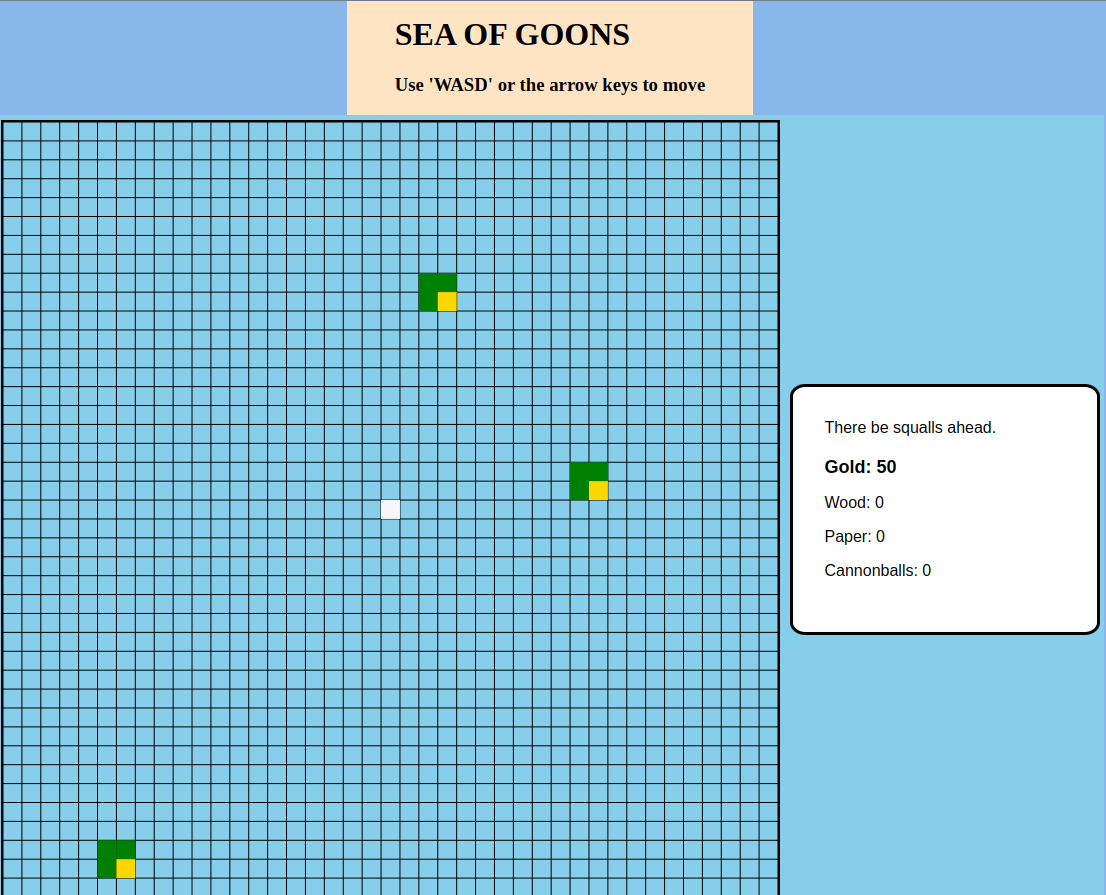 SEA OF GOONS
Use 'WASD' or the arrow keys to move
There be squalls ahead.
Gold: 50
Wood: 0
Paper: 0
Cannonballs: 0